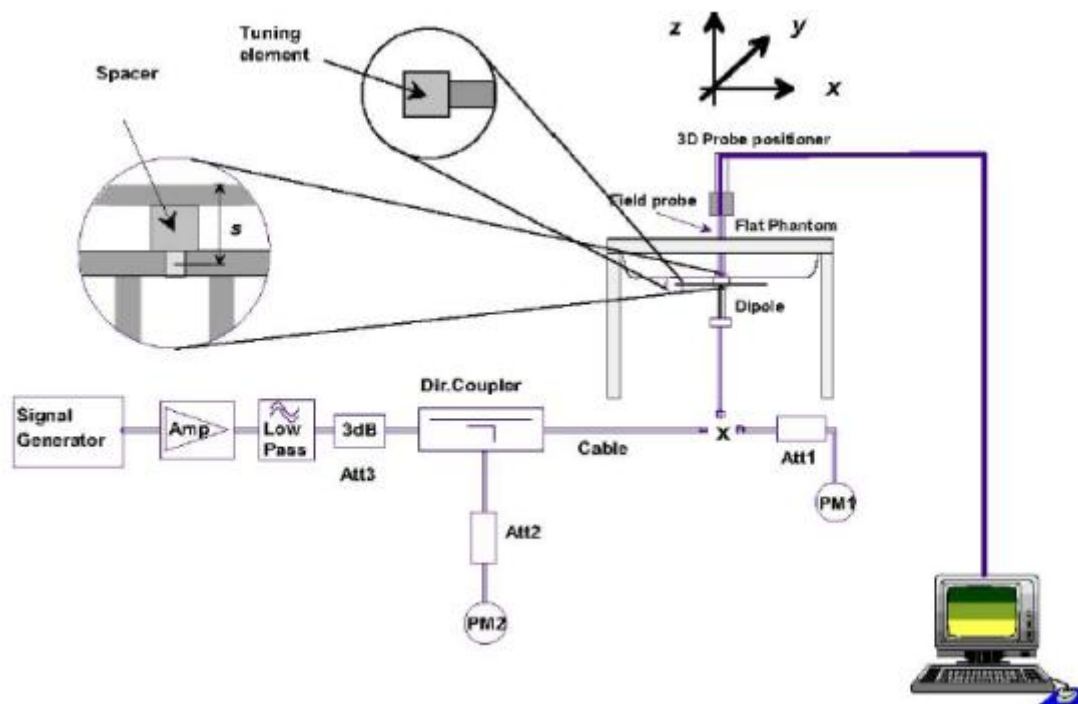 Tuning
element
Spacer
z
y
x
3D Probe positioner
Field probe
s
Flat Phantom
Dipole
Dir.Coupler
Signal
Generator
Amp
Low
Pass
3dB
Att3
Cable
x
Att1
PM1
Att2
PM2